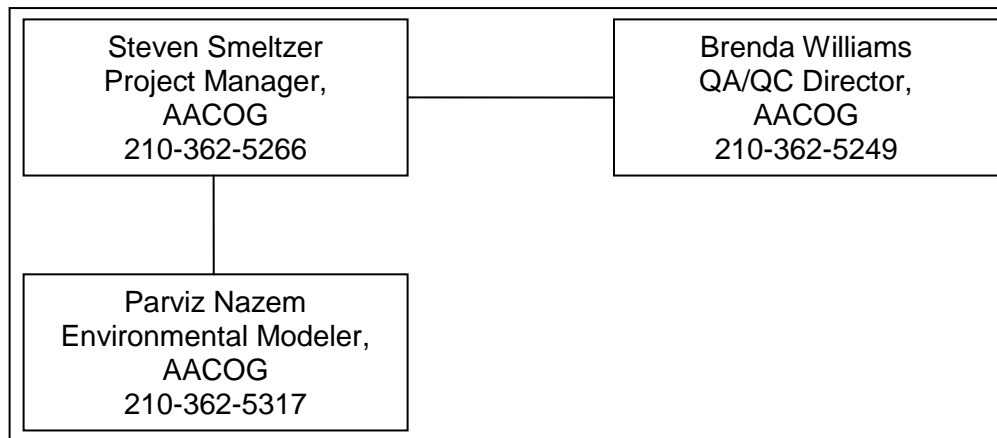 Steven Smeltzer
Project Manager,
AACOG
210-362-5266
Brenda Williams
QA/QC Director,
AACOG
210-362-5249
Parviz Nazem
Environmental Modeler,
AACOG
210-362-5317